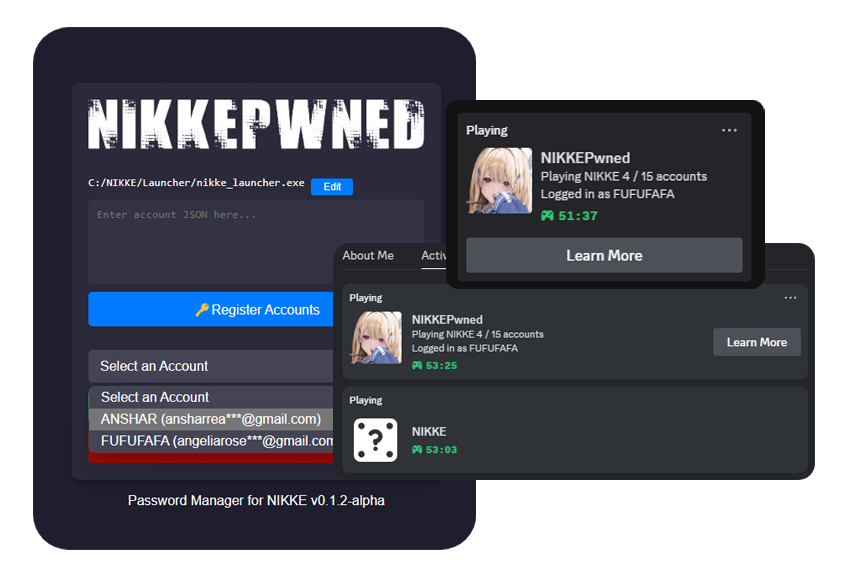 NIKKEPWNED
C:/NIKKE/Launcher/nikke_launcher.exe
Edit
Enter account JSON here...
🔑Register Accounts
Select an Account
Select an Account
ANSHAR (ansharrea***@gmail.com)
FUFUFAFA (angeliarose***@gmail.com
Password Manager for NIKKE v0.1.2-alpha
Playing
NIKKEPwned
Playing NIKKE 4 / 15 accounts
Logged in as FUFUFAFA
51:37
Learn More
About Me
Activ
Playing
NIKKEPwned
Playing NIKKE 4 / 15 accounts
Logged in as FUFUFAFA
53:25
Learn More
Playing
?
NIKKE
53:03